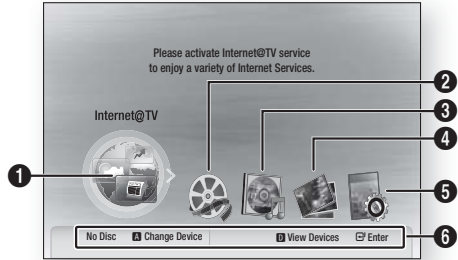 Please activate Internet@TV service
to enjoy a variety of Internet Services.
Internet@TV
1
2
3
4
5
6
No Disc A Change Device D View Devices Enter